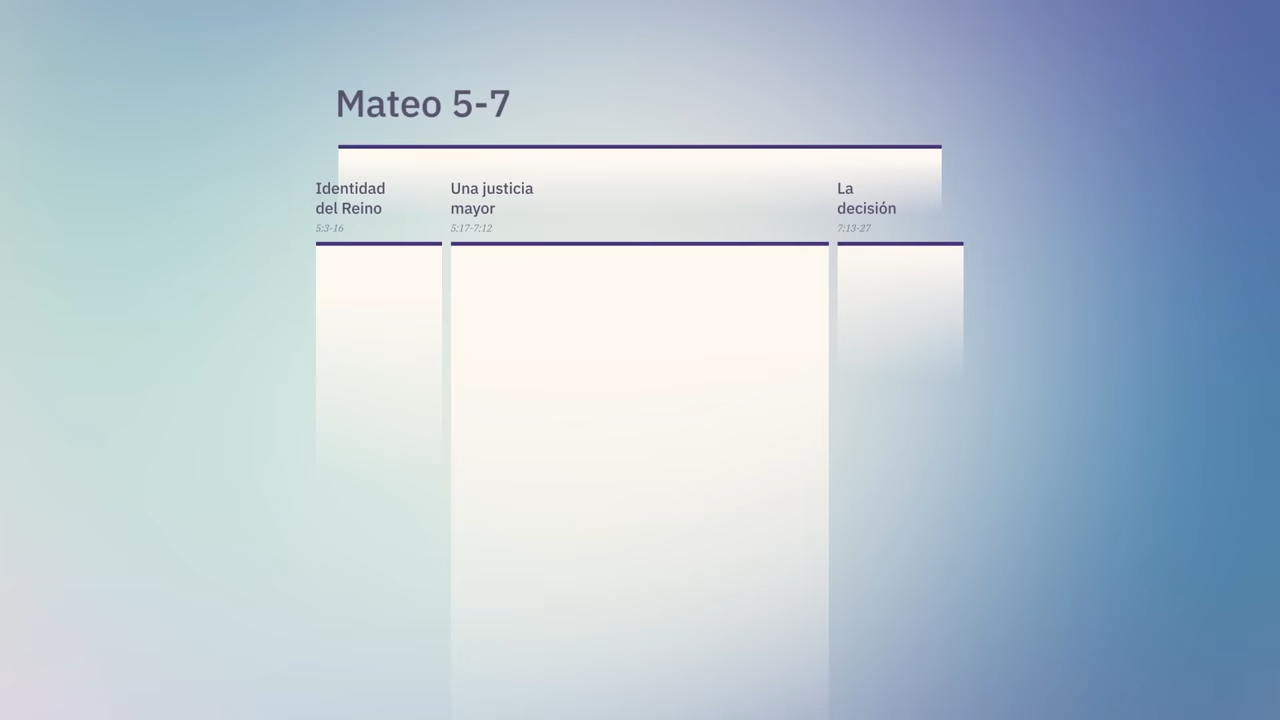 Mateo 5-7
Identidad
del Reino
5:3-16
Una justicia
mayor
5:17-7:12
La
decisión
7:13-27